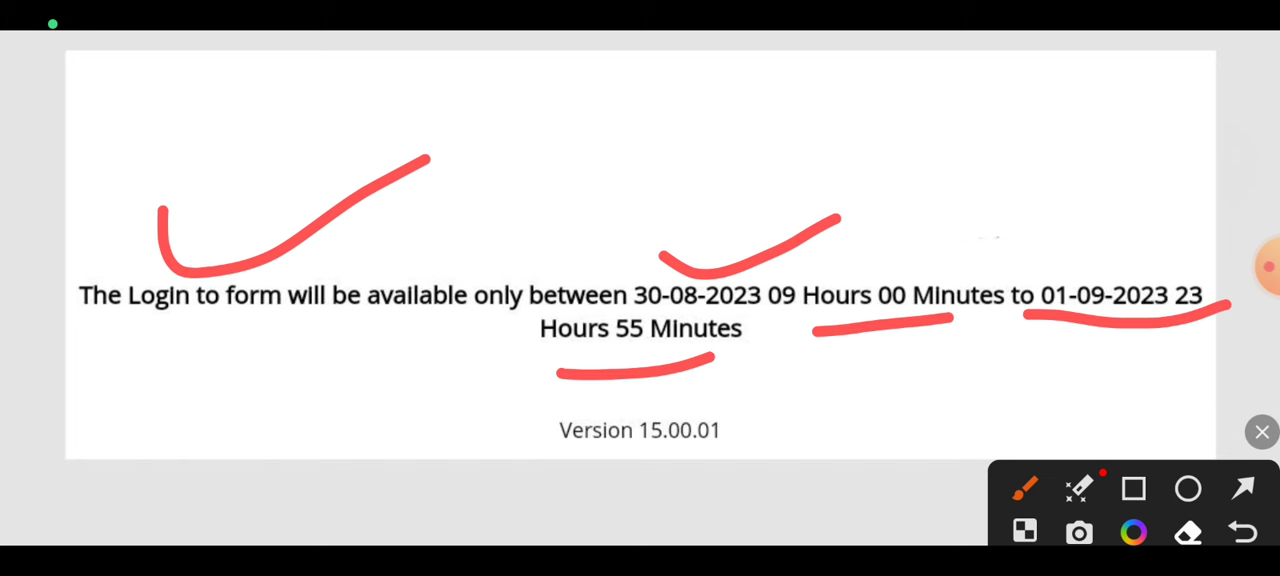 The Login to form will be available only between 30-08-2023 09 Hours 00 Minutes to 01-09-2023 23
Hours 55 Minutes
Version 15.00.01